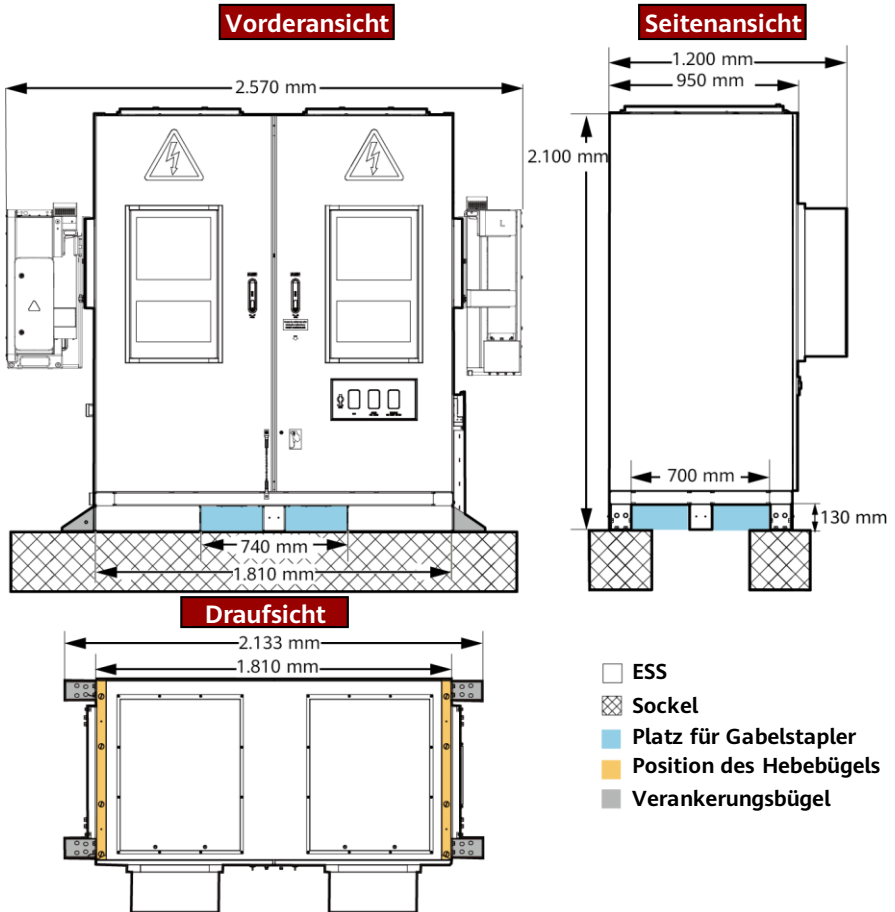 Vorderansicht
Seitenansicht
1.200 mm
2.570 mm
950 mm
2.100 mm
L
700 mm
130 mm
740 mm
1.810 mm
Draufsicht
2.133 mm
1.810 mm
ESS
Sockel
Platz für Gabelstapler
Position des Hebebügels
Verankerungsbügel